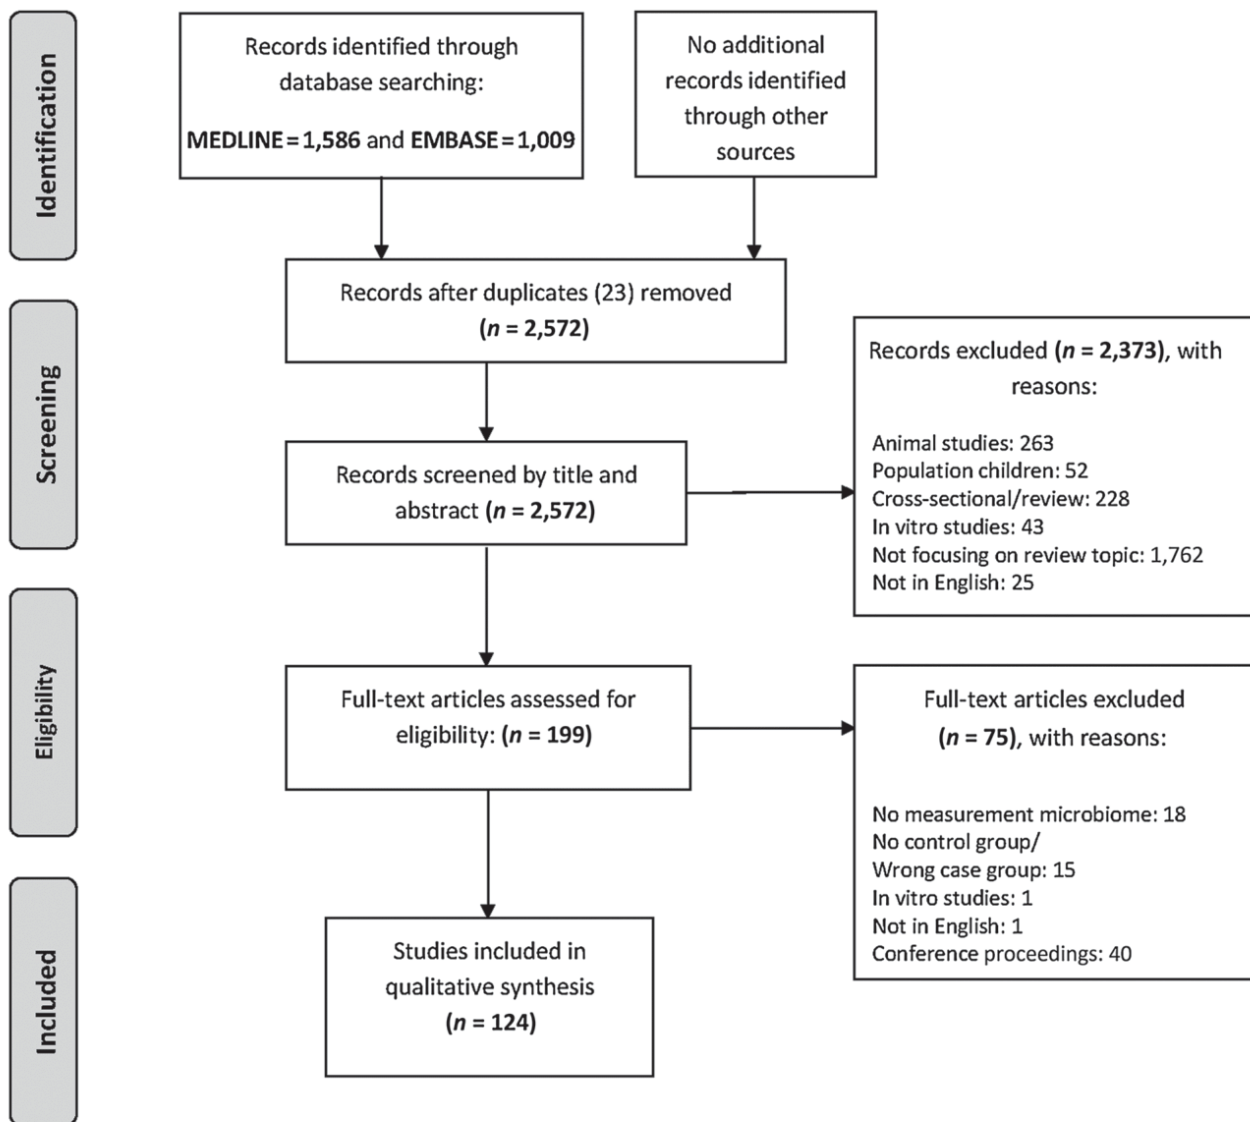 Identification
Records identified through
database searching:
MEDLINE = 1,586 and EMBASE = 1,009
No additional
records identified
through other
sources
Records after duplicates (23) removed
(n = 2,572)
Screening
Records screened by title and
abstract (n = 2,572)
Records excluded (n = 2,373), with
reasons:
Animal studies: 263
Population children: 52
Cross-sectional/review: 228
In vitro studies: 43
Not focusing on review topic: 1,762
Not in English: 25
Eligibility
Full-text articles assessed for
eligibility: (n = 199)
Full-text articles excluded
(n = 75), with reasons:
No measurement microbiome: 18
No control group/
Wrong case group: 15
In vitro studies: 1
Not in English: 1
Conference proceedings: 40
Included
Studies included in
qualitative synthesis
(n = 124)